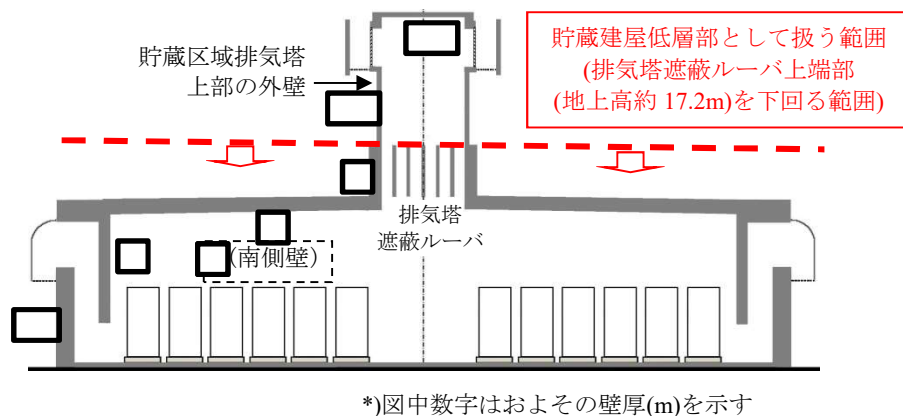 貯蔵建屋低層部として扱う範囲
(排気塔遮蔽ルーバ上端部
(地上高約 17.2m)を下回る範囲)
貯蔵区域排気塔
上部の外壁
排気塔
遮蔽ルーバ
(南側壁)
*)図中数字はおよその壁厚(m)を示す